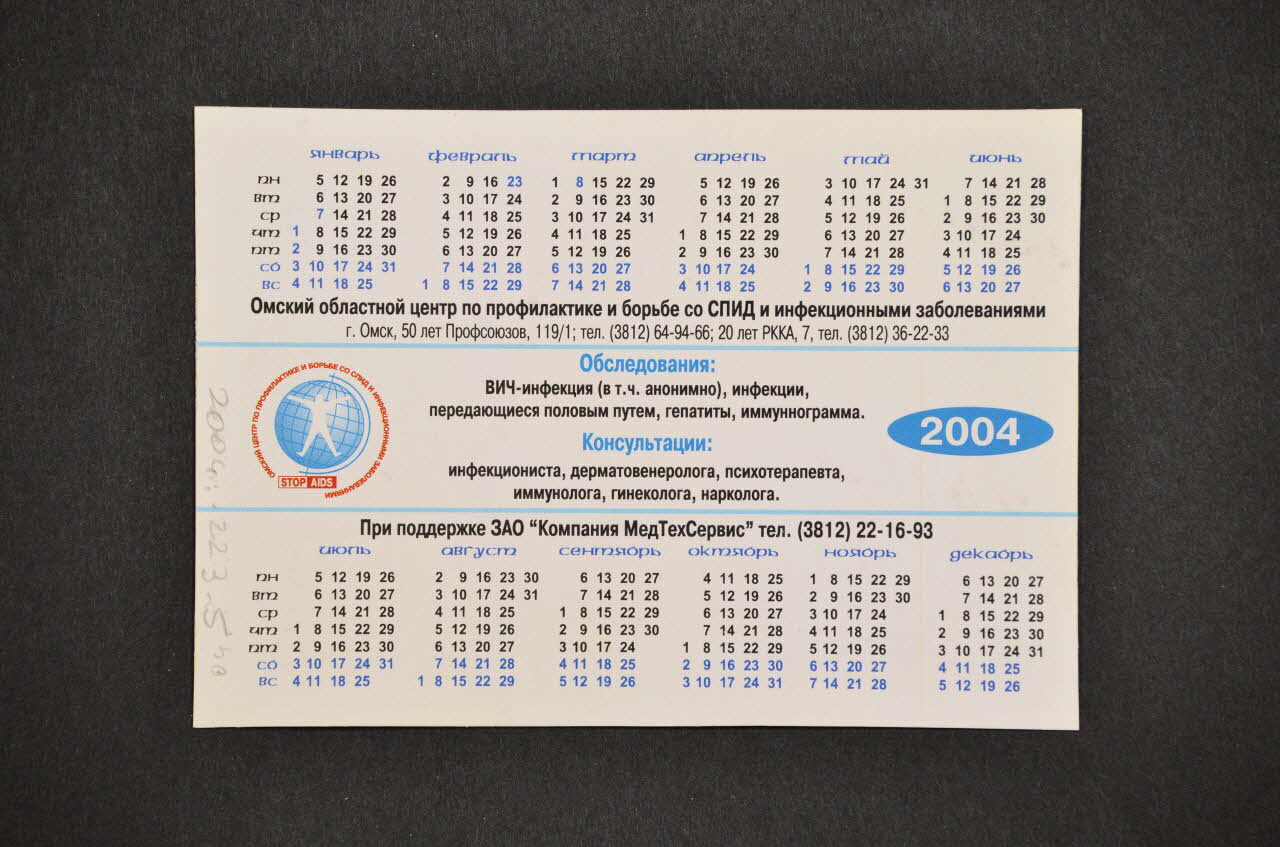 январь февраль март апрель май июнь
пн 5 12 19 26 2 9 16 23 1 8 15 22 29 5 12 19 26 3 10 17 24 31 7 14 21 28
вт 6 13 20 27 3 10 17 24 2 9 16 23 30 6 13 20 27 4 11 18 25 1 8 15 22 29
ср 7 14 21 28 4 11 18 25 3 10 17 24 31 7 14 21 28 5 12 19 26 2 9 16 23 30
чт 1 8 15 22 29 5 12 19 26 4 11 18 25 1 8 15 22 29 6 13 20 27 3 10 17 24
пт 2 9 16 23 30 6 13 20 27 5 12 19 26 2 9 16 23 30 7 14 21 28 4 11 18 25
сб 3 10 17 24 31 7 14 21 28 6 13 20 27 3 10 17 24 1 8 15 22 29 5 12 19 26
вс 4 11 18 25 1 8 15 22 29 7 14 21 28 4 11 18 25 2 9 16 23 30 6 13 20 27
Омский областной центр по профилактике и борьбе со СПИД и инфекционными заболеваниями
г. Омск, 50 лет Профсоюзов, 119/1; тел. (3812) 64-94-66; 20 лет РККА, 7, тел. (3812) 36-22-33
ОМСКИЙ ЦЕНТР ПО ПРОФИЛАКТИКЕ И БОРЬБЕ СО СПИД И ИНФЕКЦИОННЫМИ ЗАБОЛЕВАНИЯМИ
STOP AIDS
Обследования:
ВИЧ-инфекция (в т.ч. анонимно), инфекции,
передающиеся половым путем, гепатиты, иммуннограмма.
Консультации:
инфекциониста, дерматовенеролога, психотерапевта,
иммунолога, гинеколога, нарколога.
2004
При поддержке ЗАО “Компания МедТехСервис” тел. (3812) 22-16-93
июль август сентябрь октябрь ноябрь декабрь
пн 5 12 19 26 2 9 16 23 30 6 13 20 27 4 11 18 25 1 8 15 22 29 6 13 20 27
вт 6 13 20 27 3 10 17 24 31 7 14 21 28 5 12 19 26 2 9 16 23 30 7 14 21 28
ср 7 14 21 28 4 11 18 25 1 8 15 22 29 6 13 20 27 3 10 17 24 1 8 15 22 29
чт 1 8 15 22 29 5 12 19 26 2 9 16 23 30 7 14 21 28 4 11 18 25 2 9 16 23 30
пт 2 9 16 23 30 6 13 20 27 3 10 17 24 1 8 15 22 29 5 12 19 26 3 10 17 24 31
сб 3 10 17 24 31 7 14 21 28 4 11 18 25 2 9 16 23 30 6 13 20 27 4 11 18 25
вс 4 11 18 25 1 8 15 22 29 5 12 19 26 3 10 17 24 31 7 14 21 28 5 12 19 26